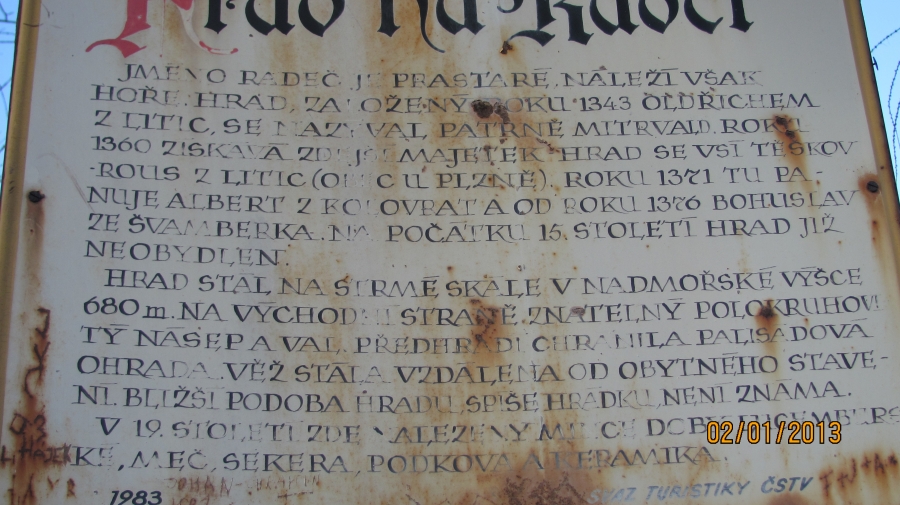 Hrad na Radči
JMÉNO RADEČ JE PRASTARÉ, NÁLEŽÍ VŠAK
HOŘE. HRAD, ZALOŽENÝ ROKU 1343 OLDŘICHEM
Z LITIC, SE NAZÝVAL PATRNĚ MITRVALD. ROKU
1360 ZÍSKÁVÁ ZDEJŠÍ MAJETEK HRAD SE VSÍ TĚŠKOV
-ROUS Z LITIC (OBEC U PLZNĚ). ROKU 1371 TU PA-
NUJE ALBERT Z KOLOVRAT A OD ROKU 1376 BOHUSLAV
ZE ŠVAMBERKA. NA POČÁTKU 15. STOLETÍ HRAD JIŽ
NEOBYDLEN.
HRAD STÁL NA STRMÉ SKÁLE V NADMOŘSKÉ VÝŠCE
680 m. NA VÝCHODNÍ STRANĚ ZNATELNÝ POLOKRUHOVI
TÝ NÁSEP A VAL. PŘEDHRADÍ CHRÁNILA PALISÁDOVÁ
OHRADA. VĚŽ STÁLA VZDÁLENA OD OBYTNÉHO STAVE-
NÍ. BLIŽŠÍ PODOBA HRADU, SPÍŠE HRÁDKU, NENÍ ZNÁMA.
V 19. STOLETÍ ZDE NALEZENY MINCE DOBY LUCEMBURS
KÉ, MEČ, SEKERA, PODKOVA A KERAMIKA.
1983
SVAZ TURISTIKY ČSTV
02/01/2013